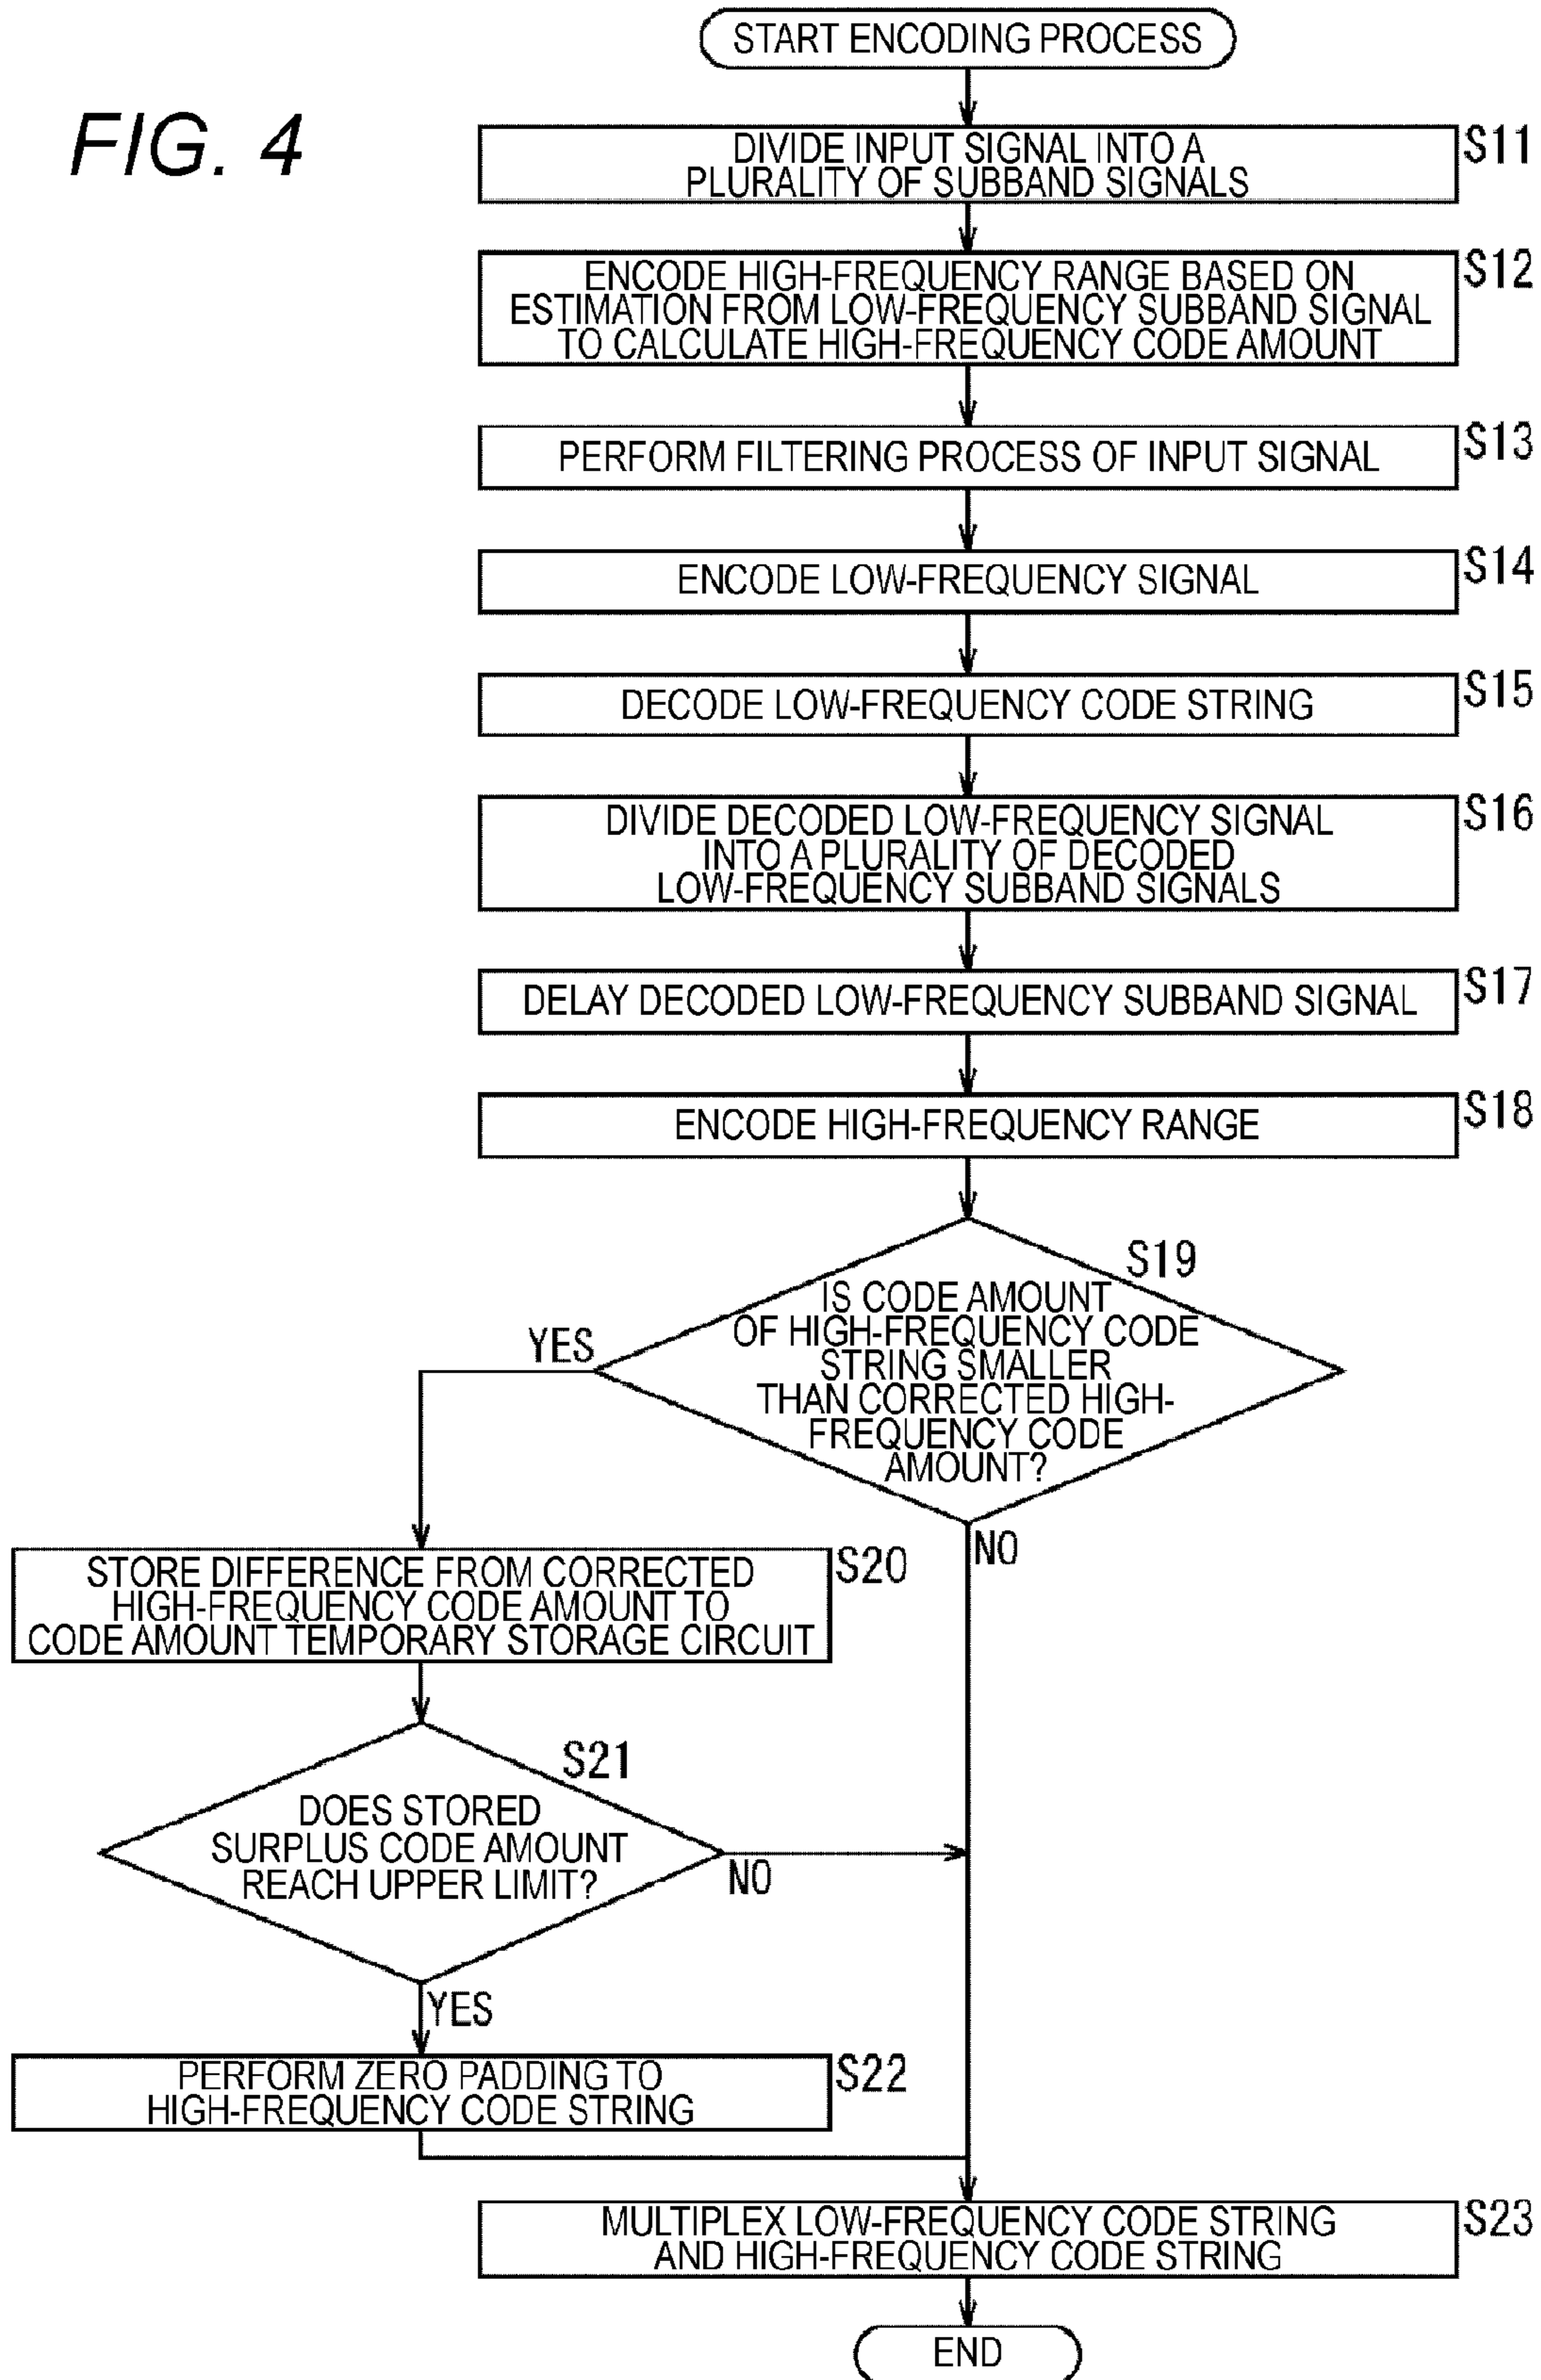 FIG. 4
START ENCODING PROCESS
DIVIDE INPUT SIGNAL INTO A
PLURALITY OF SUBBAND SIGNALS
S11
ENCODE HIGH-FREQUENCY RANGE BASED ON
ESTIMATION FROM LOW-FREQUENCY SUBBAND SIGNAL
TO CALCULATE HIGH-FREQUENCY CODE AMOUNT
S12
PERFORM FILTERING PROCESS OF INPUT SIGNAL
S13
ENCODE LOW-FREQUENCY SIGNAL
S14
DECODE LOW-FREQUENCY CODE STRING
S15
DIVIDE DECODED LOW-FREQUENCY SIGNAL
INTO A PLURALITY OF DECODED
LOW-FREQUENCY SUBBAND SIGNALS
S16
DELAY DECODED LOW-FREQUENCY SUBBAND SIGNAL
S17
ENCODE HIGH-FREQUENCY RANGE
S18
S19
IS CODE AMOUNT
OF HIGH-FREQUENCY CODE
STRING SMALLER
THAN CORRECTED HIGH-
FREQUENCY CODE
AMOUNT?
YES
NO
STORE DIFFERENCE FROM CORRECTED
HIGH-FREQUENCY CODE AMOUNT TO
CODE AMOUNT TEMPORARY STORAGE CIRCUIT
S20
S21
DOES STORED
SURPLUS CODE AMOUNT
REACH UPPER LIMIT?
NO
YES
PERFORM ZERO PADDING TO
HIGH-FREQUENCY CODE STRING
S22
MULTIPLEX LOW-FREQUENCY CODE STRING
AND HIGH-FREQUENCY CODE STRING
S23
END